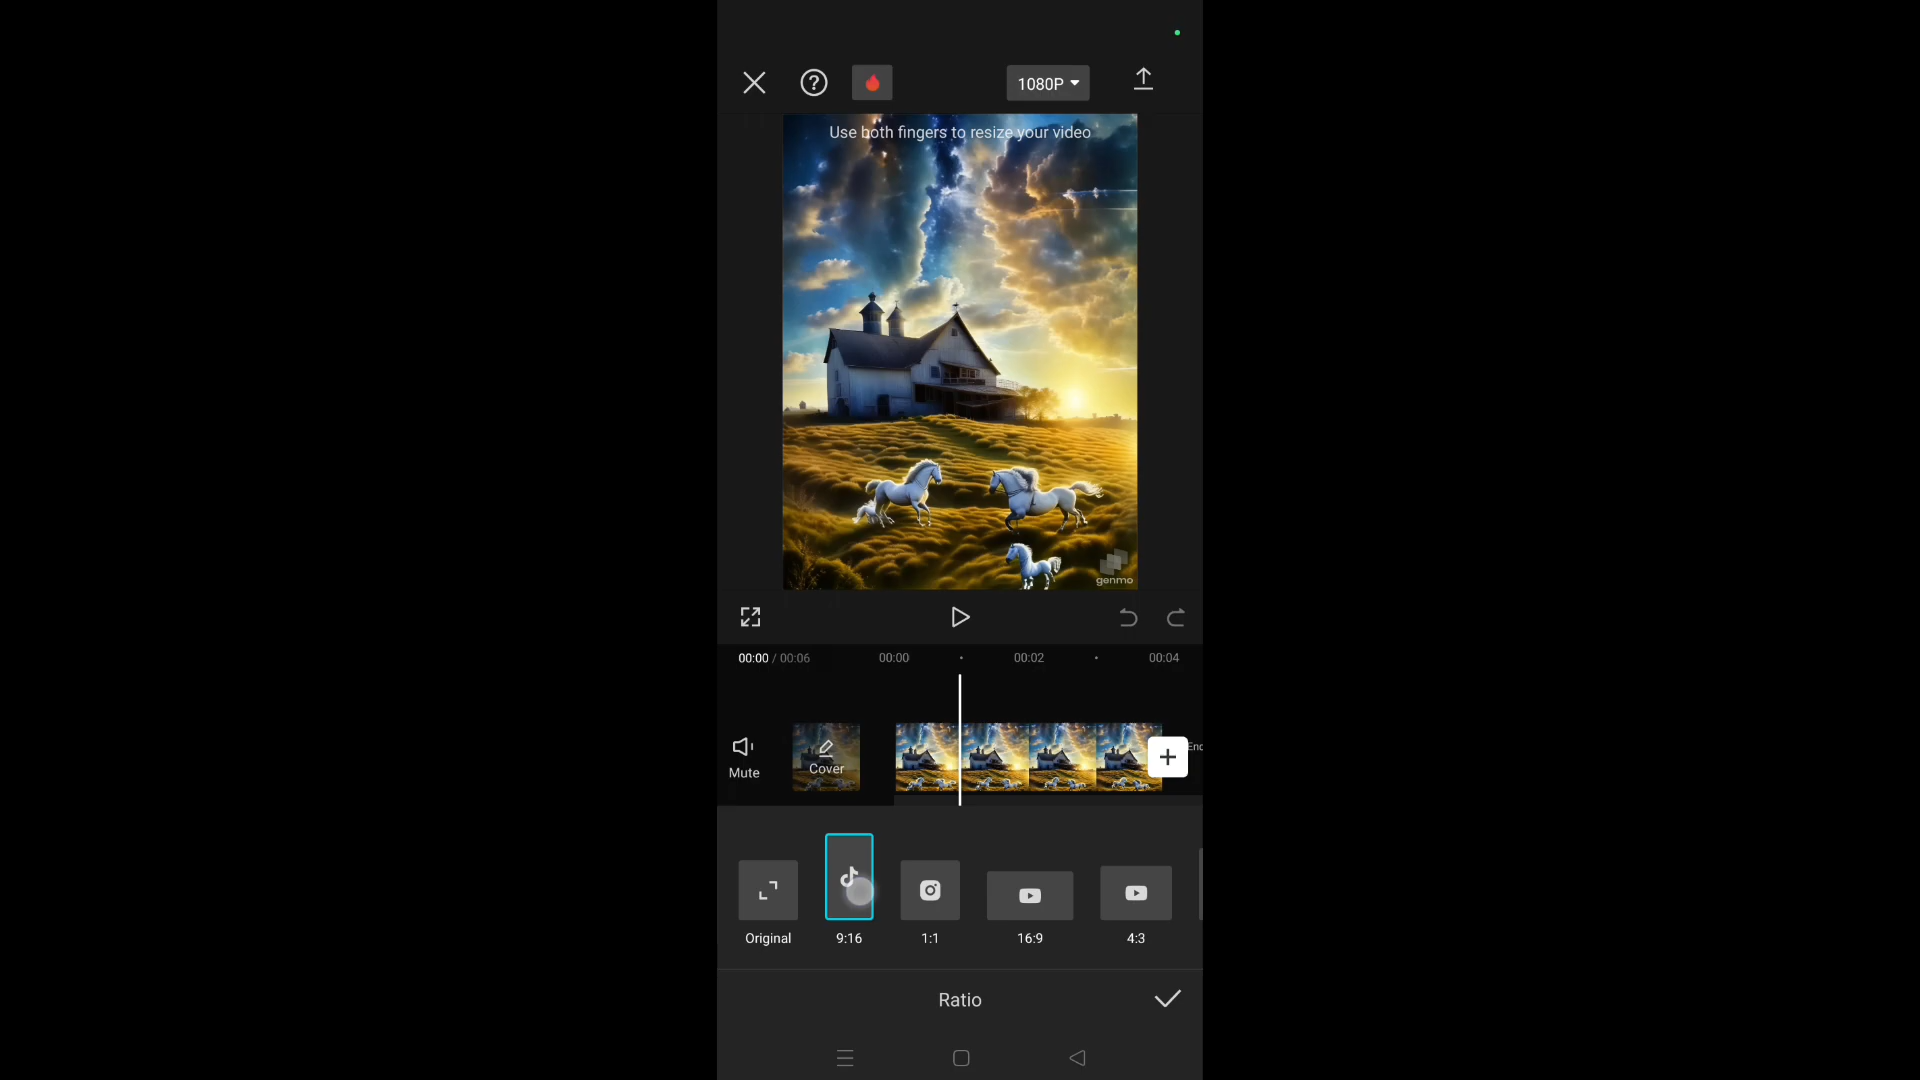 ?
1080P
Use both fingers to resize your video
genmo
00:00 / 00:06 00:00 00:02 00:04
Mute
Cover
Original
9:16
1:1
16:9
4:3
Ratio